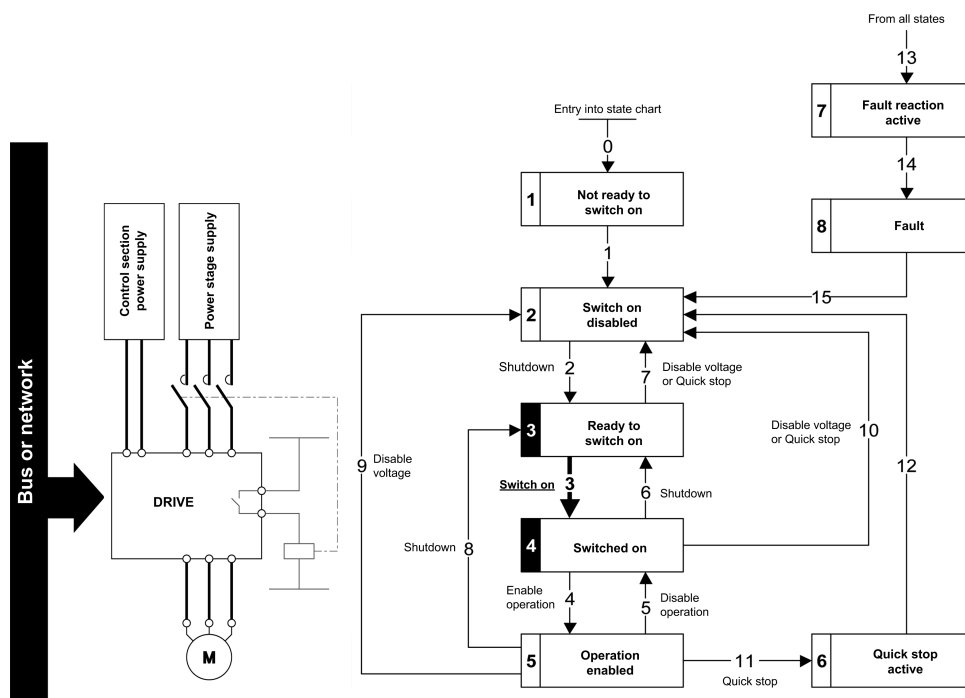 Bus or network
Control section
power supply
Power stage supply
DRIVE
M
From all states
13
7
Fault reaction
active
14
8
Fault
15
Entry into state chart
0
1
Not ready to
switch on
1
2
Switch on
disabled
Shutdown
2
7
Disable voltage
or Quick stop
3
Ready to
switch on
Switch on
3
6
Shutdown
4
Switched on
Disable voltage
or Quick stop
10
12
9
Disable
voltage
Shutdown
8
Enable
operation
4
5
Disable
operation
5
Operation
enabled
11
Quick stop
6
Quick stop
active